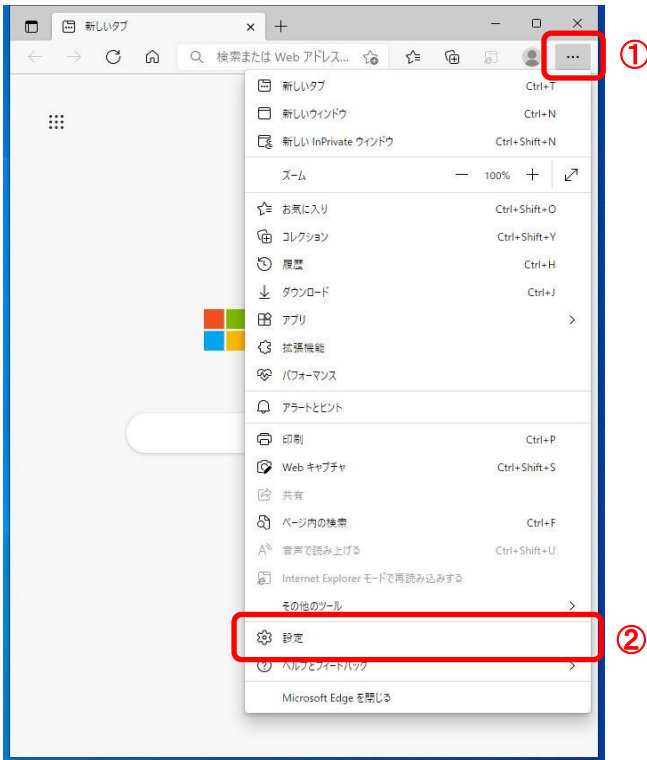 新しいタブ
検索または Web アドレス...
①
新しいタブ Ctrl+T
新しいウィンドウ Ctrl+N
新しい InPrivate ウィンドウ Ctrl+Shift+N
ズーム 100%
お気に入り Ctrl+Shift+O
コレクション Ctrl+Shift+Y
履歴 Ctrl+H
ダウンロード Ctrl+J
アプリ
拡張機能
パフォーマンス
アラートとヒント
印刷 Ctrl+P
Web キャプチャ Ctrl+Shift+S
共有
ページ内の検索 Ctrl+F
音声で読み上げる Ctrl+Shift+U
Internet Explorer モードで再読み込みする
その他のツール
設定
②
ヘルプとフィードバック
Microsoft Edge を閉じる